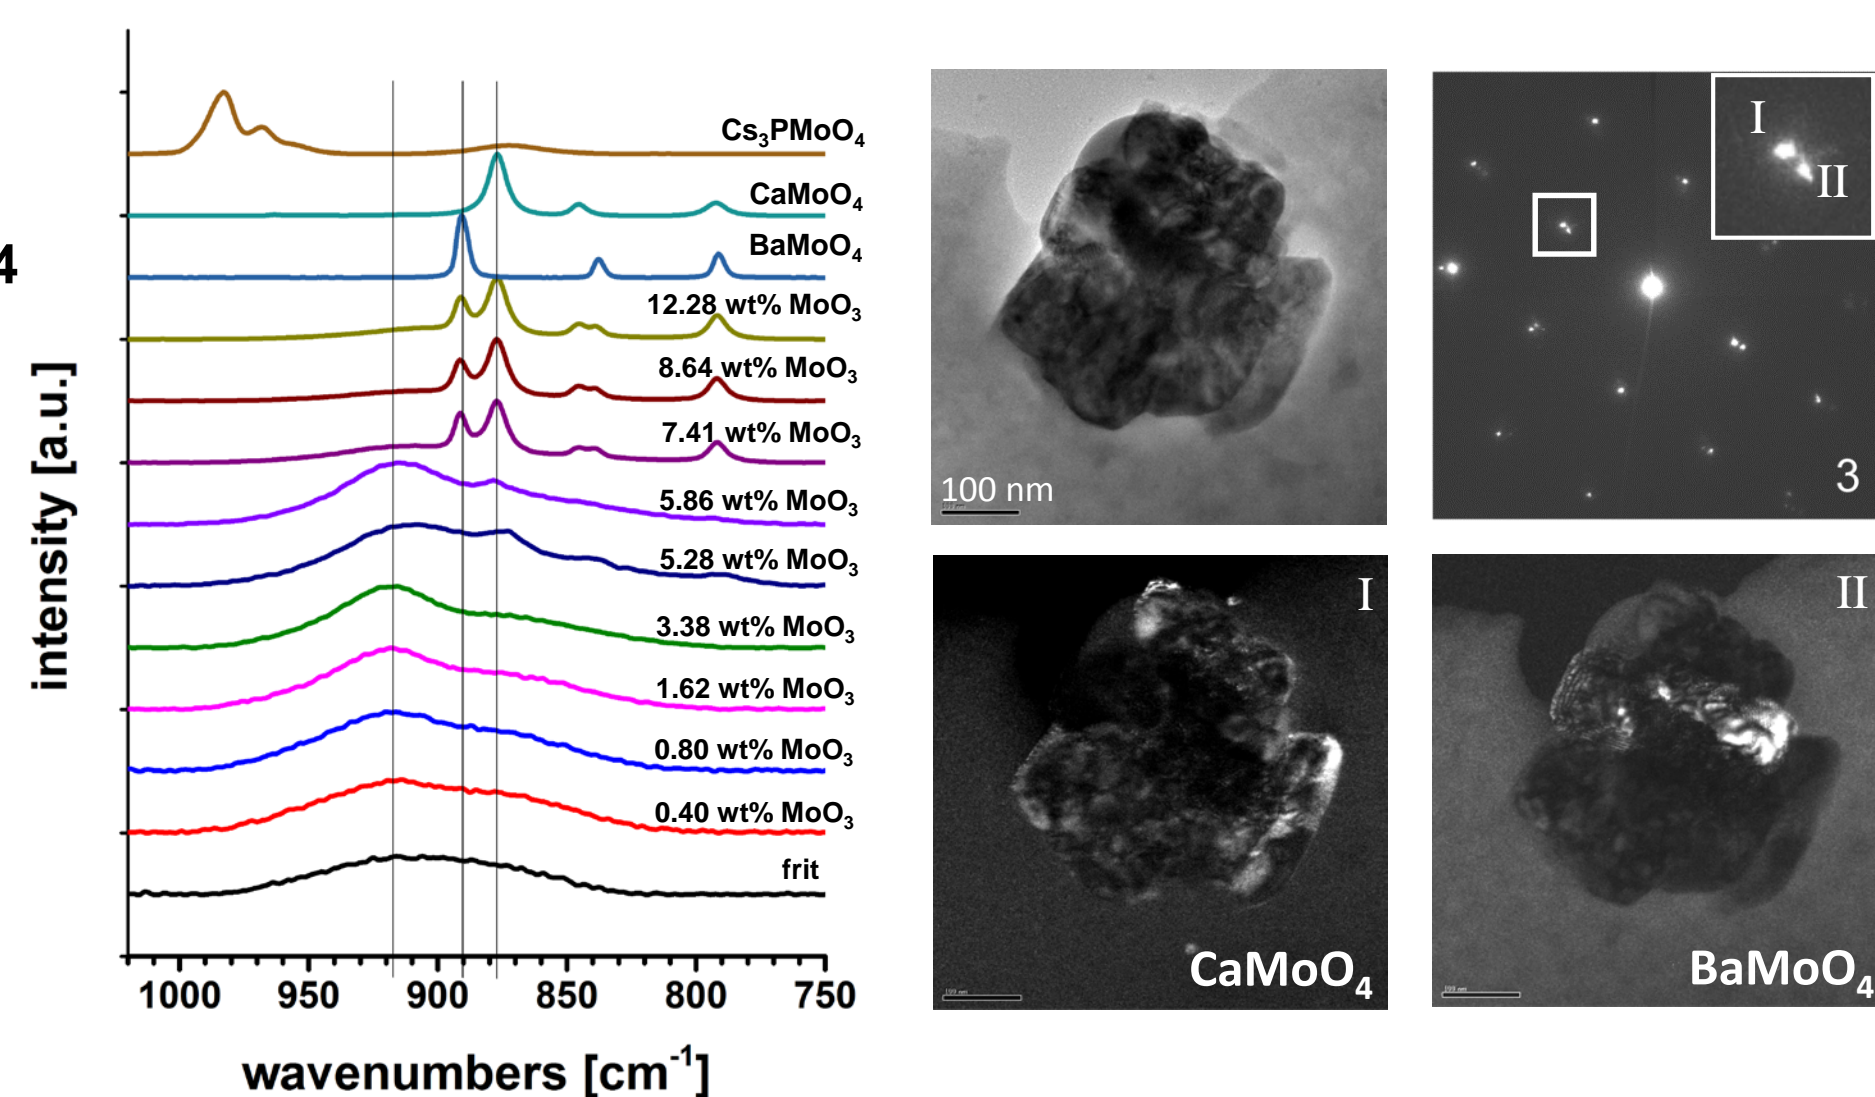 4
intensity [a.u.]
Cs₃PMoO₄
CaMoO₄
BaMoO₄
12.28 wt% MoO₃
8.64 wt% MoO₃
7.41 wt% MoO₃
5.86 wt% MoO₃
5.28 wt% MoO₃
3.38 wt% MoO₃
1.62 wt% MoO₃
0.80 wt% MoO₃
0.40 wt% MoO₃
frit
1000 950 900 850 800 750
wavenumbers [cm⁻¹]
100 nm
I
II
3
I
CaMoO₄
II
BaMoO₄